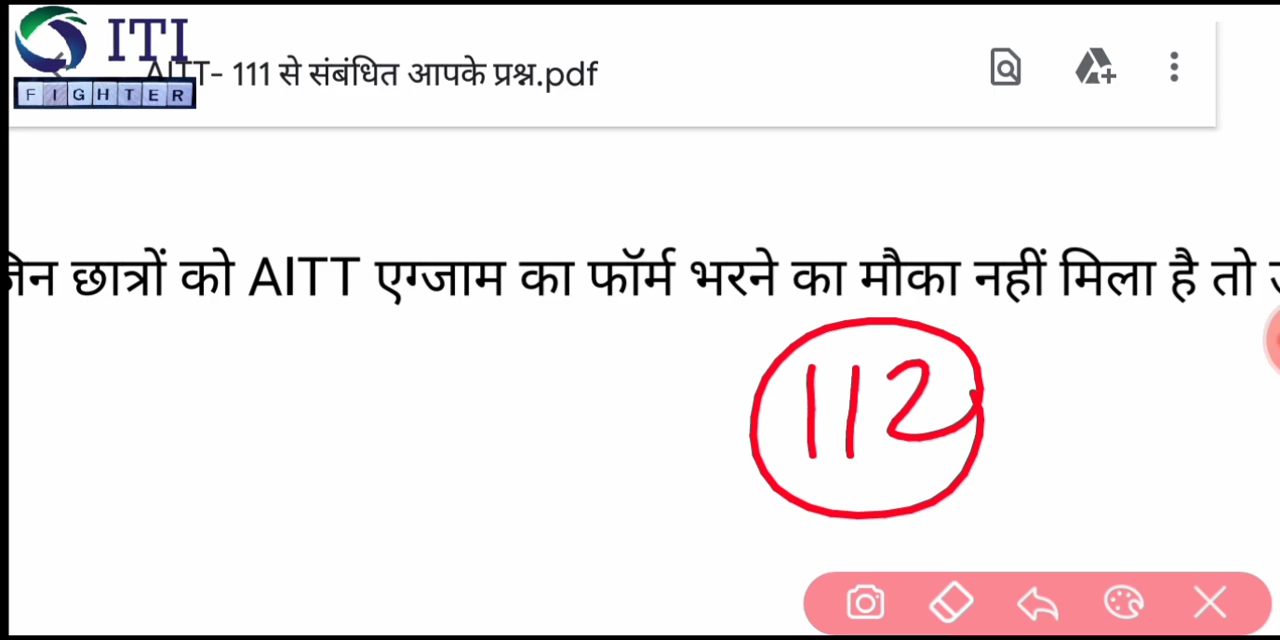 ITI
FIGHTER
AITT- 111 से संबंधित आपके प्रश्न.pdf
छात्रों को AITT एग्जाम का फॉर्म भरने का मौका नहीं मिला है तो
112